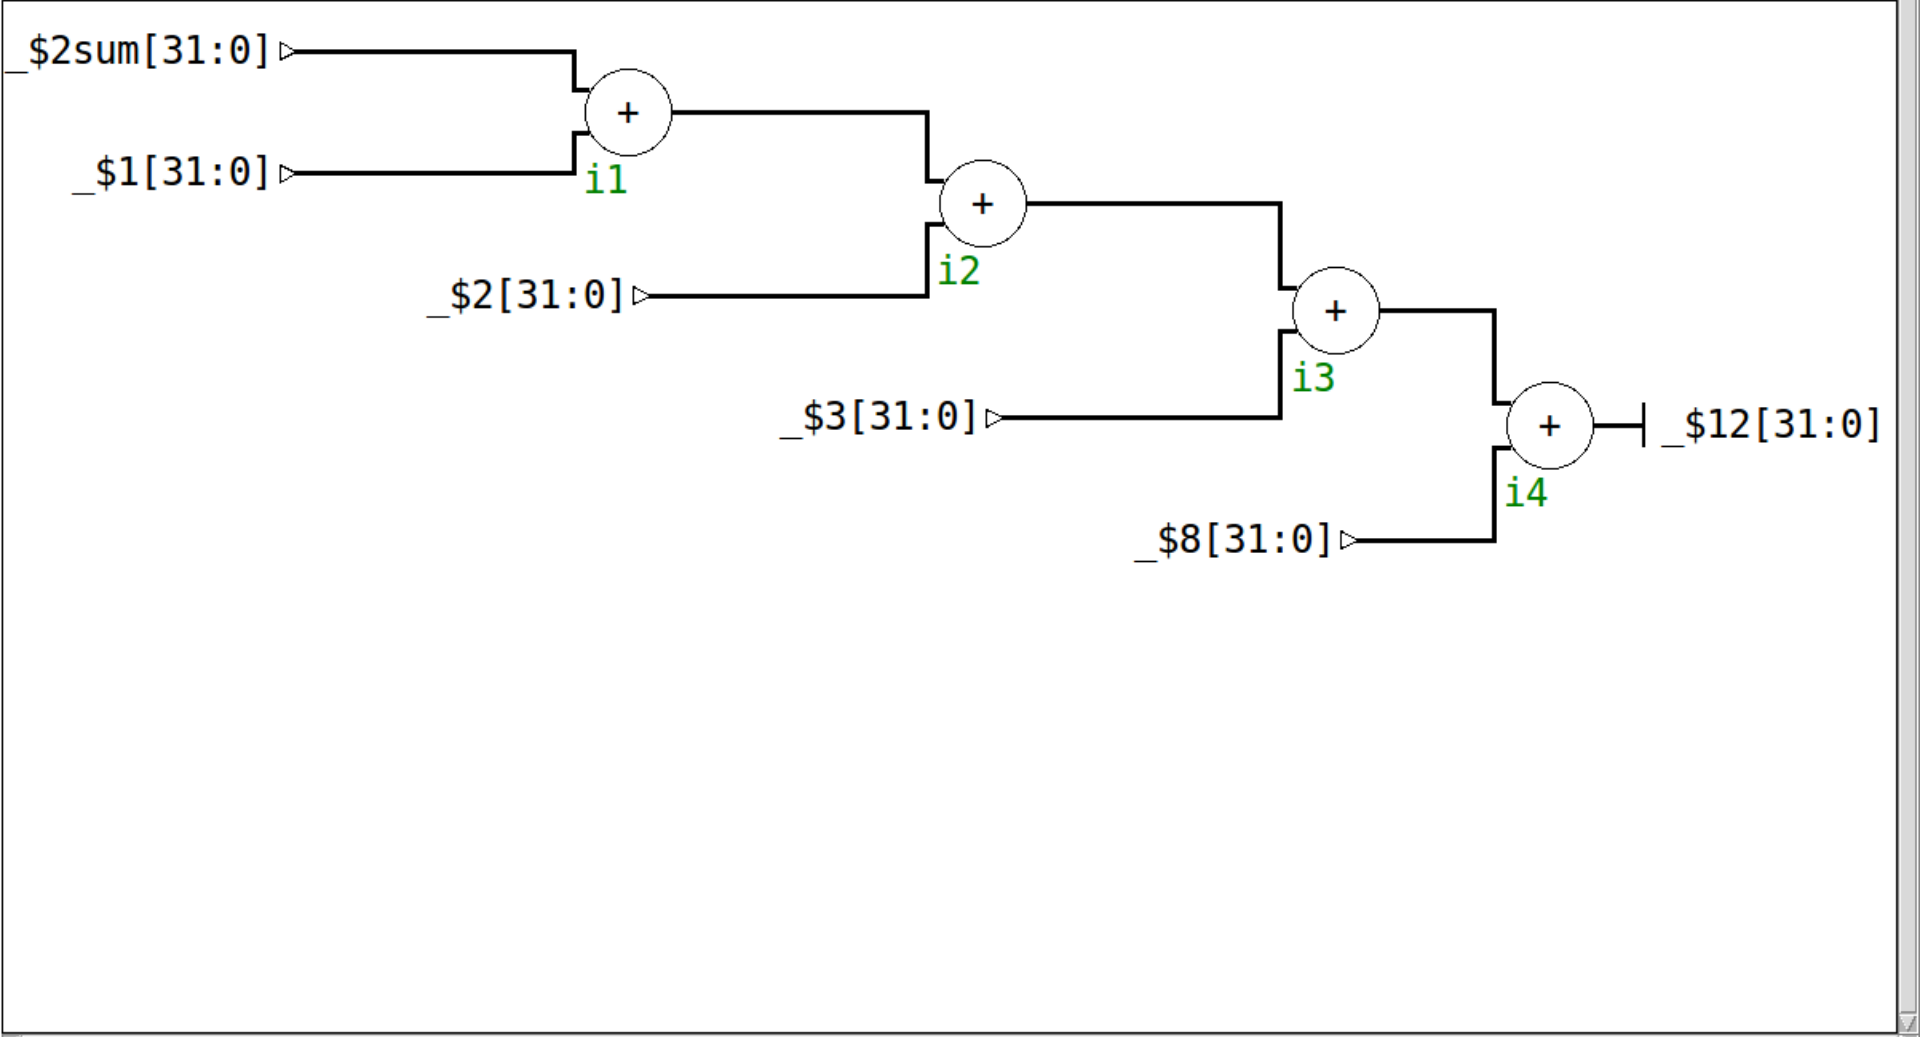 _$2sum[31:0]
+
_$1[31:0]
i1
+
i2
_$2[31:0]
+
i3
_$3[31:0]
+
_$12[31:0]
i4
_$8[31:0]